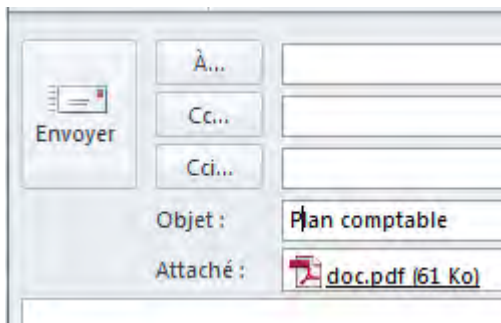 À...
Envoyer
Cc...
Cci...
Objet : Plan comptable
Attaché : doc.pdf (61 Ko)